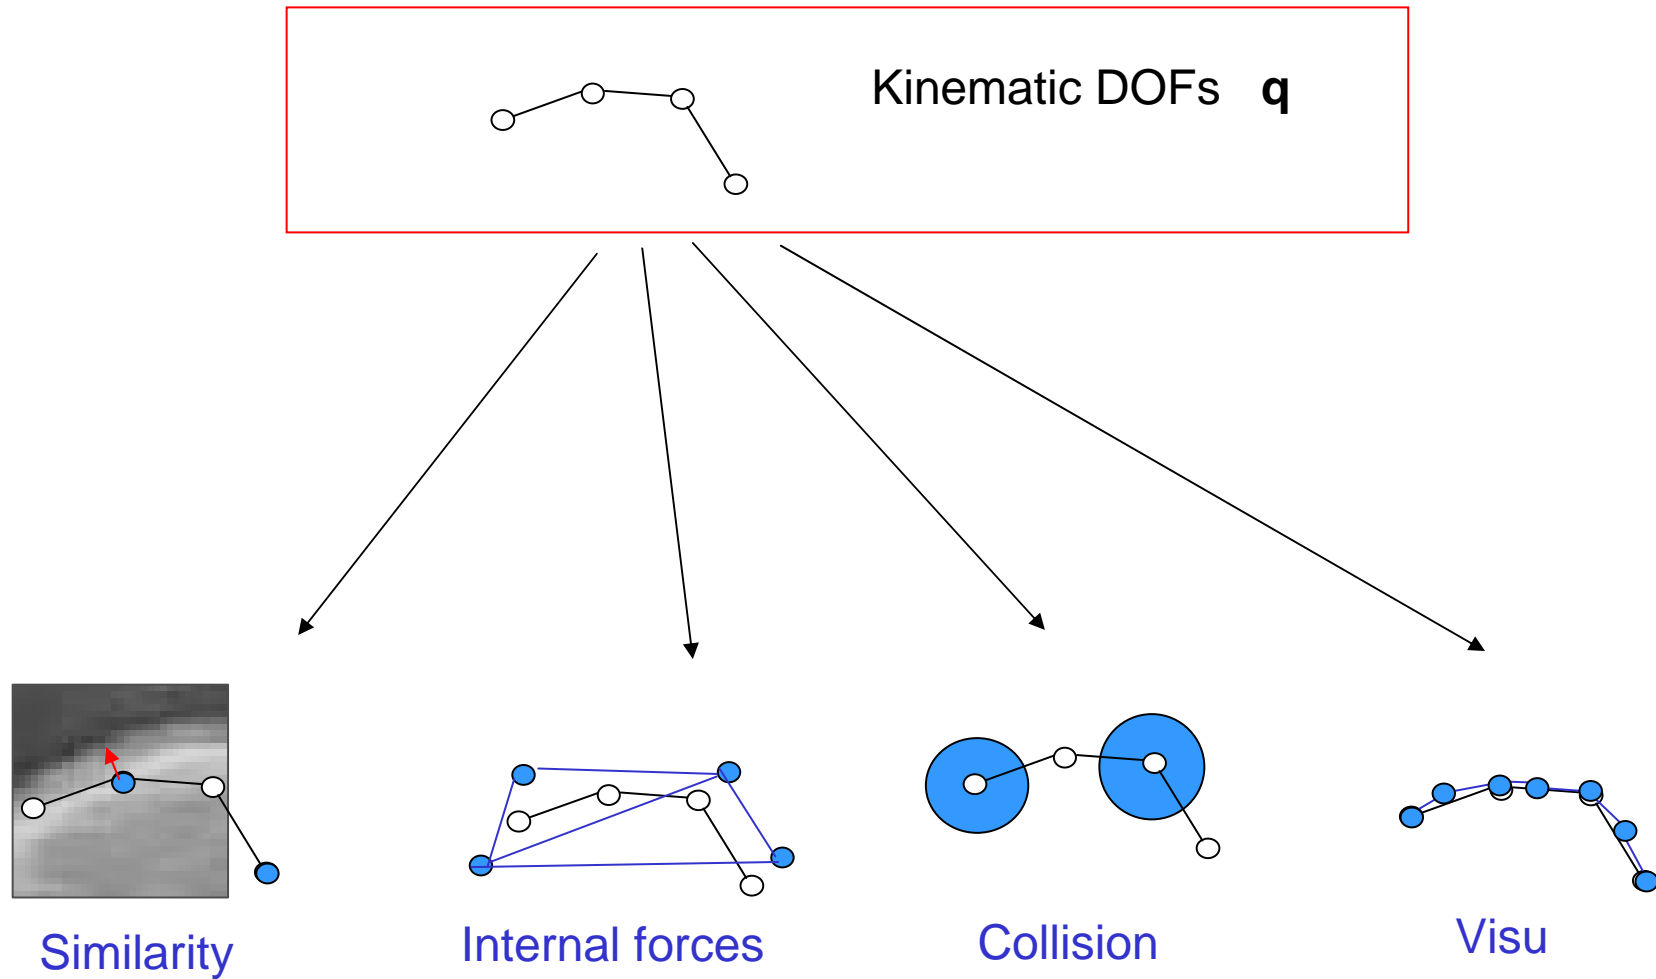 Kinematic DOFs q
Similarity
Internal forces
Collision
Visu